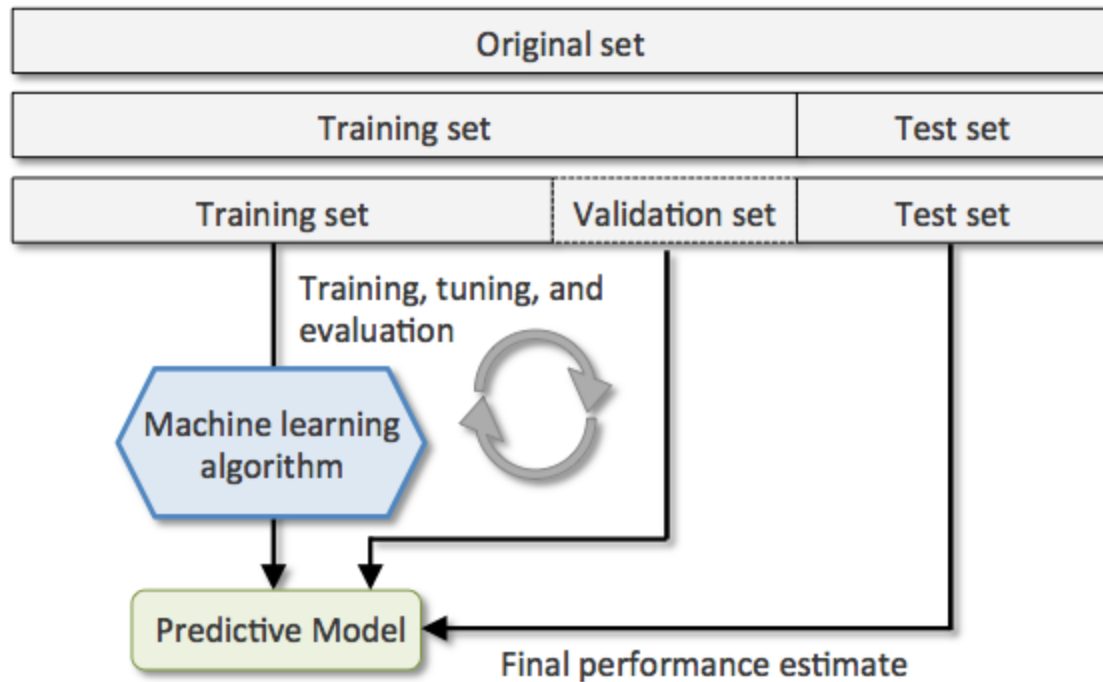 Original set
Training set
Test set
Training set
Validation set
Test set
Training, tuning, and
evaluation
Machine learning
algorithm
Predictive Model
Final performance estimate